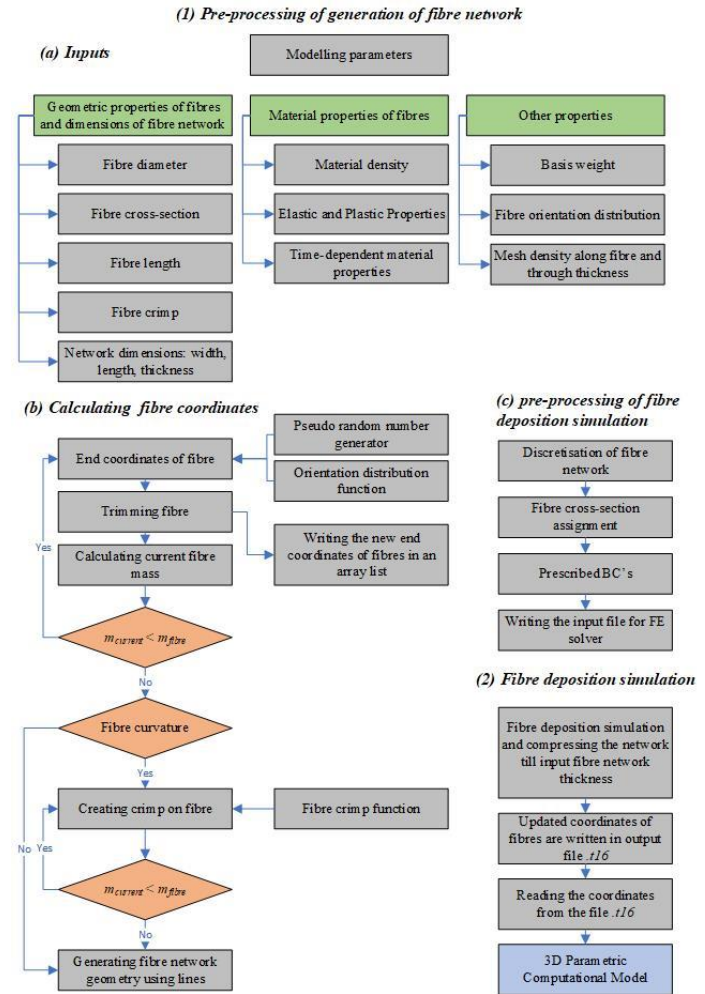 (1) Pre-processing of generation of fibre network
(a) Inputs
Modelling parameters
Geometric properties of fibres
and dimensions of fibre network
Fibre diameter
Fibre cross-section
Fibre length
Fibre crimp
Network dimensions: width,
length, thickness
Material properties of fibres
Material density
Elastic and Plastic Properties
Time-dependent material
properties
Other properties
Basis weight
Fibre orientation distribution
Mesh density along fibre and
through thickness
(b) Calculating fibre coordinates
Pseudo random number
generator
End coordinates of fibre
Orientation distribution
function
Trimming fibre
Writing the new end
coordinates of fibres in an
array list
Yes
Calculating current fibre
mass
mcurrent < mfibre
No
Fibre curvature
Yes
Creating crimp on fibre
Fibre crimp function
No
Yes
mcurrent < mfibre
No
Generating fibre network
geometry using lines
(c) pre-processing of fibre
deposition simulation
Discretisation of fibre
network
Fibre cross-section
assignment
Prescribed BC's
Writing the input file for FE
solver
(2) Fibre deposition simulation
Fibre deposition simulation
and compressing the network
till input fibre network
thickness
Updated coordinates of
fibres are written in output
file .t16
Reading the coordinates
from the file .t16
3D Parametric
Computational Model